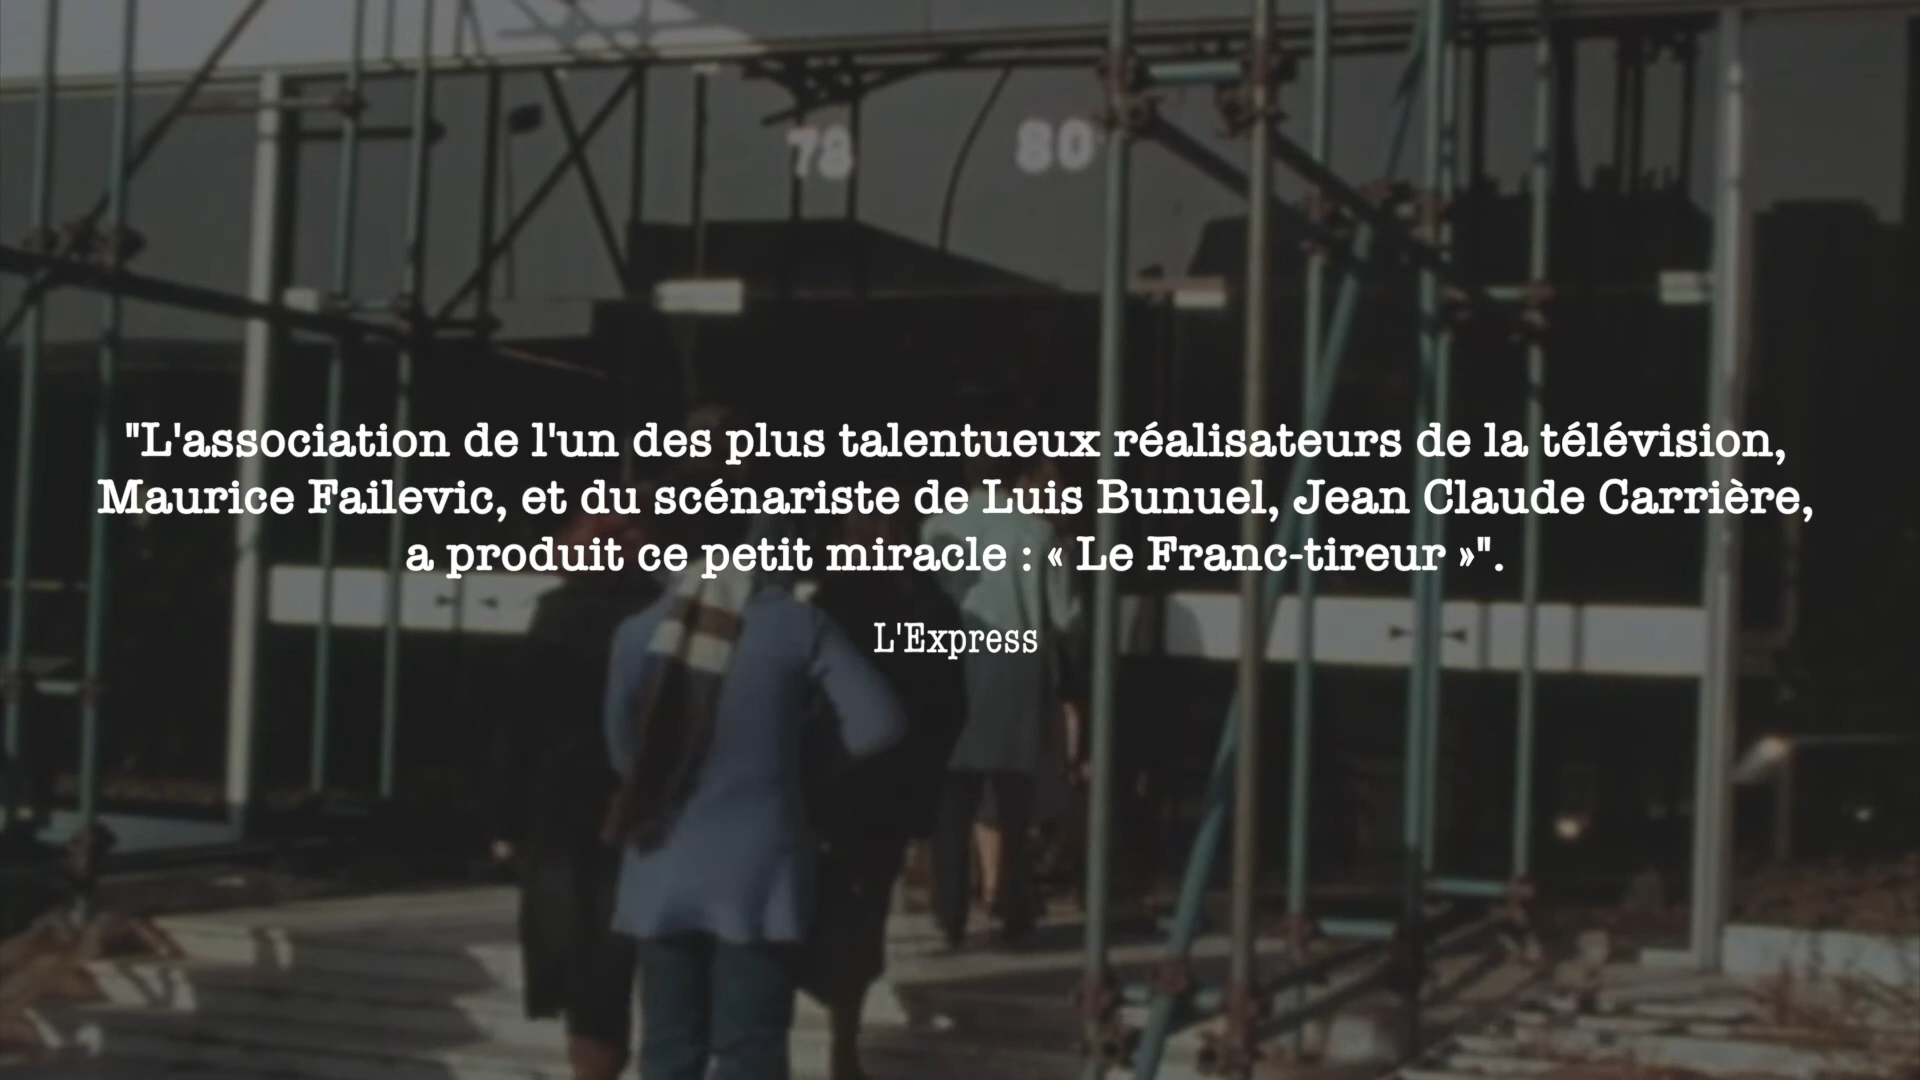 78 80
"L'association de l'un des plus talentueux réalisateurs de la télévision,
Maurice Failevic, et du scénariste de Luis Bunuel, Jean Claude Carrière,
a produit ce petit miracle : « Le Franc-tireur »".
L'Express